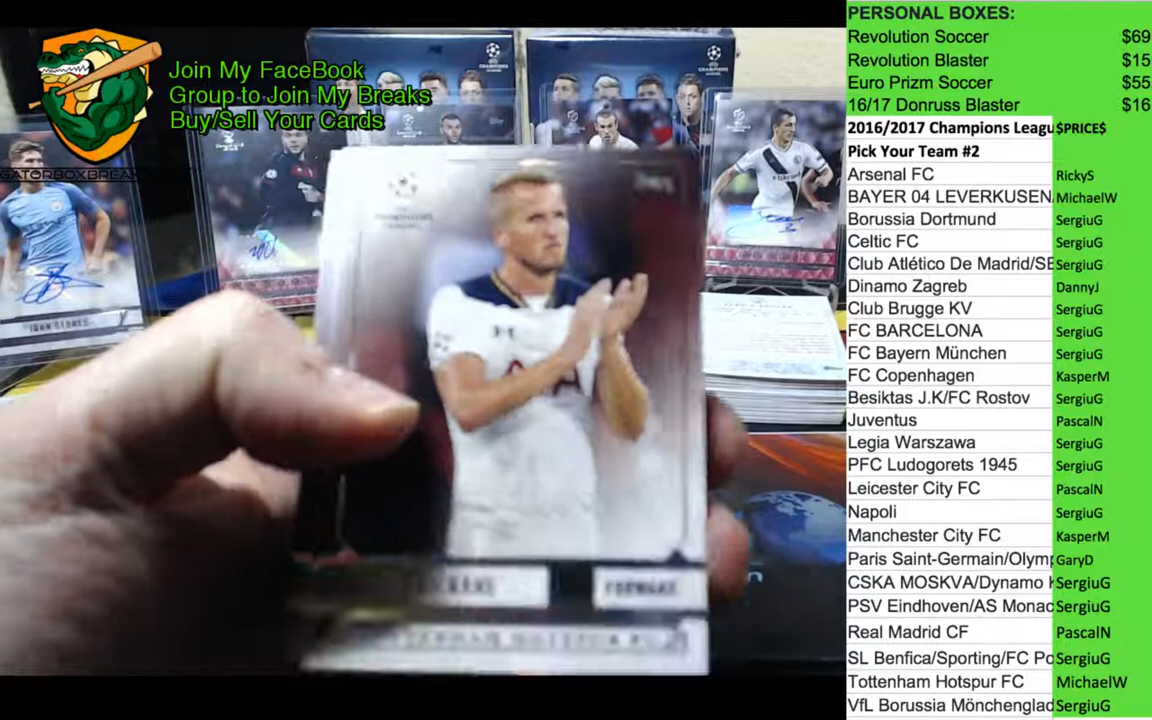 Join My FaceBook
Group to Join My Breaks
Buy/Sell Your Cards
GATORBOXBREA
JOHN STONES
FORWARD
PERSONAL BOXES:
Revolution Soccer $69
Revolution Blaster $15
Euro Prizm Soccer $55
16/17 Donruss Blaster $16
2016/2017 Champions Leagu $PRICE$
Pick Your Team #2
Arsenal FC RickyS
BAYER 04 LEVERKUSEN MichaelW
Borussia Dortmund SergiuG
Celtic FC SergiuG
Club Atlético De Madrid/SE SergiuG
Dinamo Zagreb DannyJ
Club Brugge KV SergiuG
FC BARCELONA SergiuG
FC Bayern München SergiuG
FC Copenhagen KasperM
Besiktas J.K/FC Rostov SergiuG
Juventus PascalN
Legia Warszawa SergiuG
PFC Ludogorets 1945 SergiuG
Leicester City FC PascalN
Napoli SergiuG
Manchester City FC KasperM
Paris Saint-Germain/Olymp GaryD
CSKA MOSKVA/Dynamo K SergiuG
PSV Eindhoven/AS Monac SergiuG
Real Madrid CF PascalN
SL Benfica/Sporting/FC Po SergiuG
Tottenham Hotspur FC MichaelW
VfL Borussia Mönchenglad SergiuG